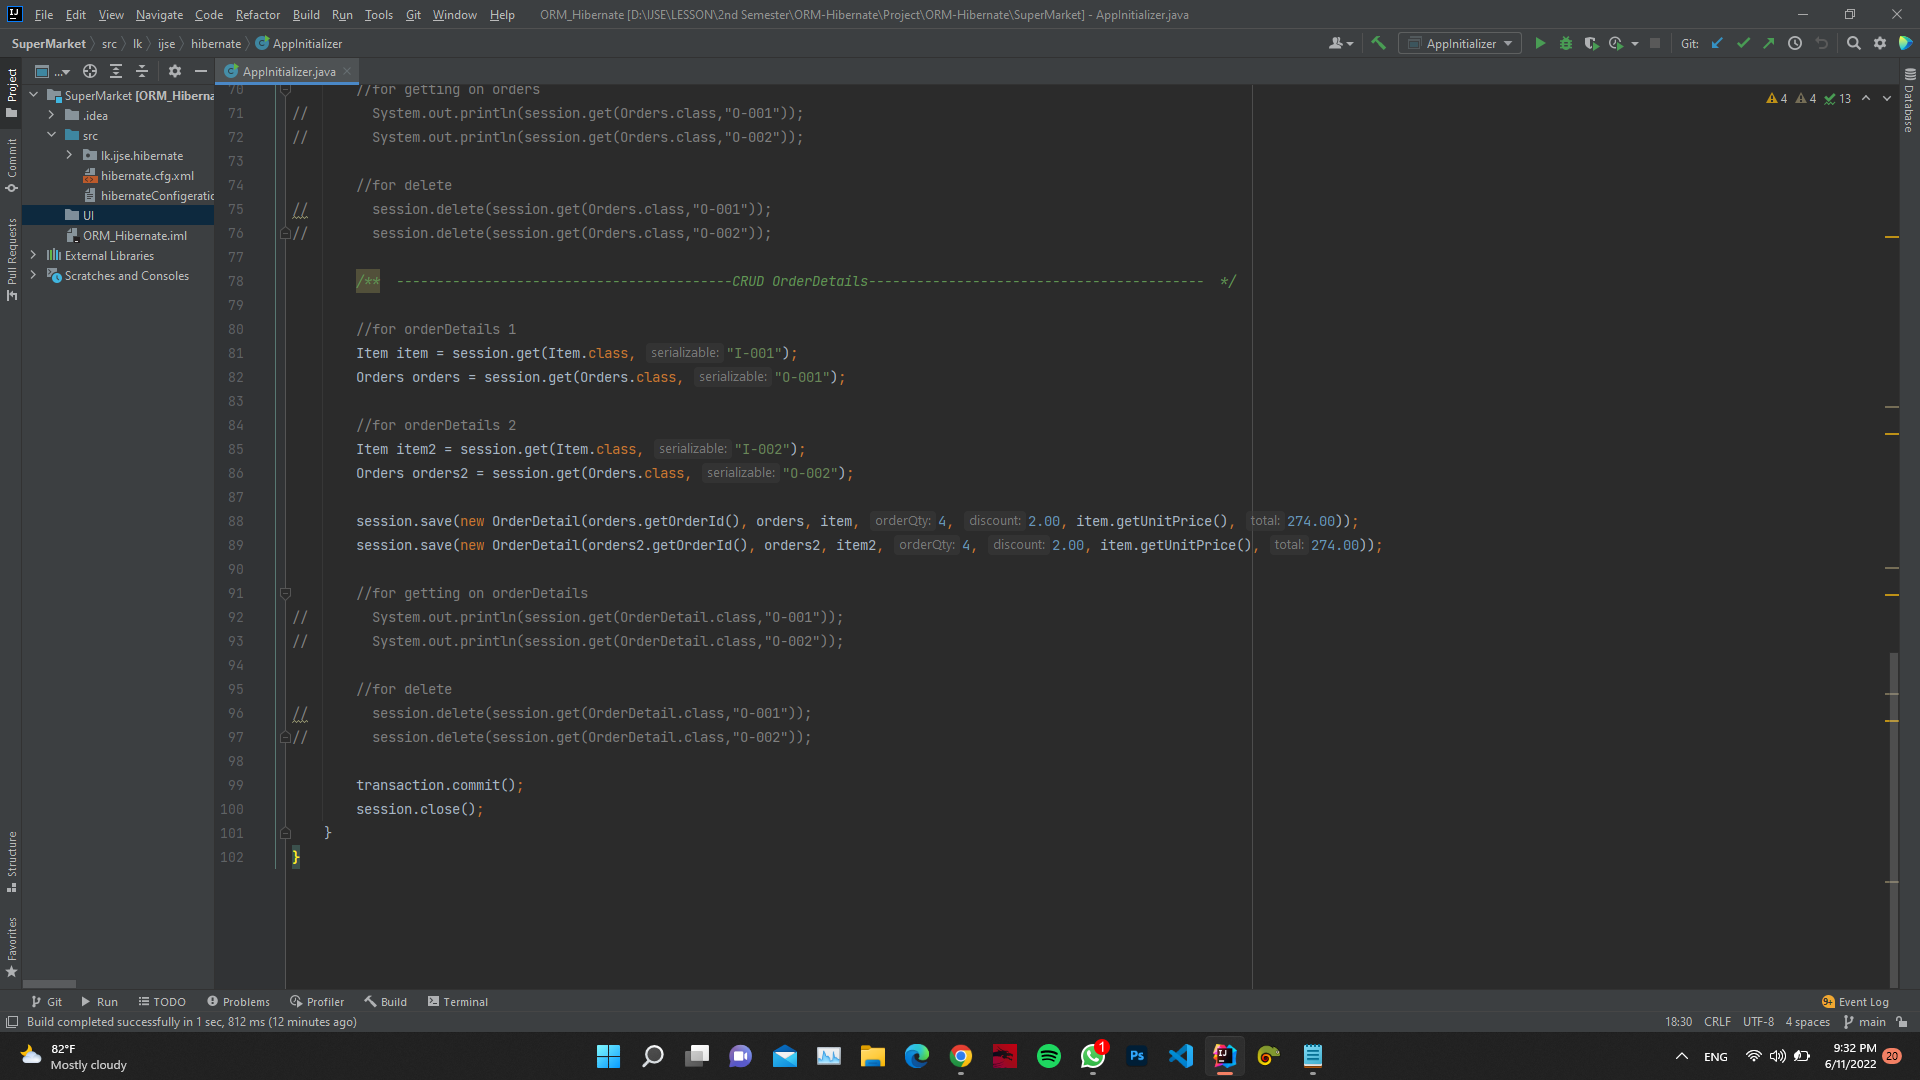 File Edit View Navigate Code Refactor Build Run Tools Git Window Help ORM_Hibernate [D:\IJSE\LESSON\2nd Semester\ORM-Hibernate\Project\ORM-Hibernate\SuperMarket] - AppInitializer.java
SuperMarket src lk ijse hibernate AppInitializer
AppInitializer Git:
Project
... AppInitializer.java
SuperMarket [ORM_Hiberna
.idea
src
lk.ijse.hibernate
hibernate.cfg.xml
hibernateConfigeratio
UI
ORM_Hibernate.iml
External Libraries
Scratches and Consoles
Commit
Pull Requests
Structure
Favorites
Database
4 4 13
70 //for getting on orders
71 // System.out.println(session.get(Orders.class,"O-001"));
72 // System.out.println(session.get(Orders.class,"O-002"));
73
74 //for delete
75 // session.delete(session.get(Orders.class,"O-001"));
76 // session.delete(session.get(Orders.class,"O-002"));
77
78 /** ------------------------------------------CRUD OrderDetails------------------------------------------ */
79
80 //for orderDetails 1
81 Item item = session.get(Item.class, serializable: "I-001");
82 Orders orders = session.get(Orders.class, serializable: "O-001");
83
84 //for orderDetails 2
85 Item item2 = session.get(Item.class, serializable: "I-002");
86 Orders orders2 = session.get(Orders.class, serializable: "O-002");
87
88 session.save(new OrderDetail(orders.getOrderId(), orders, item, orderQty: 4, discount: 2.00, item.getUnitPrice(), total: 274.00));
89 session.save(new OrderDetail(orders2.getOrderId(), orders2, item2, orderQty: 4, discount: 2.00, item.getUnitPrice(), total: 274.00));
90
91 //for getting on orderDetails
92 // System.out.println(session.get(OrderDetail.class,"O-001"));
93 // System.out.println(session.get(OrderDetail.class,"O-002"));
94
95 //for delete
96 // session.delete(session.get(OrderDetail.class,"O-001"));
97 // session.delete(session.get(OrderDetail.class,"O-002"));
98
99 transaction.commit();
100 session.close();
101 }
102 }
Git Run TODO Problems Profiler Build Terminal 9+ Event Log
Build completed successfully in 1 sec, 812 ms (12 minutes ago) 18:30 CRLF UTF-8 4 spaces main
82°F
Mostly cloudy
1
Ps
IJ
ENG
9:32 PM
6/11/2022
20